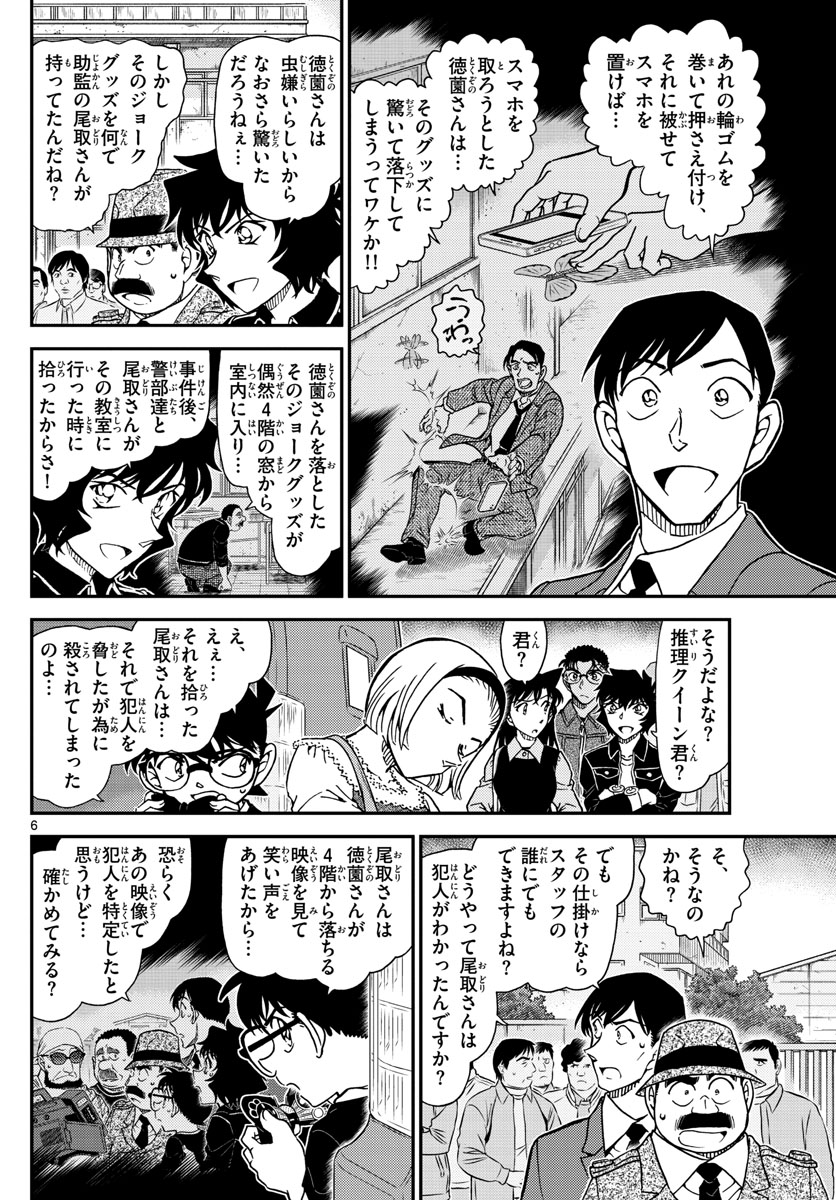 あれの輪ゴムを
巻いて押さえ付け、
それに被せて
スマホを
置けば…
スマホを
取ろうとした
徳薗さんは…
そのグッズに
驚いて落下して
しまうってワケか!!
うわっ
徳薗さんは
虫嫌いらしいから
なおさら驚いた
だろうねぇ…
しかし
そのジョーク
グッズを何で
助監の尾取さんが
持ってたんだね?
徳薗さんを落とした
そのジョークグッズが
偶然4階の窓から
室内に入り…
事件後、
警部達と
尾取さんが
その教室に
行った時に
拾ったからさ!
そうだよな?
推理クイーン君?
君?
え、
えぇ…
それを拾った
尾取さんは…
それで犯人を
脅したが為に
殺されてしまった
のよ…
6
そ、
そうなの
かね?
でも
その仕掛けなら
スタッフの
誰にでも
できますよね?
どうやって尾取さんは
犯人がわかったんですか?
尾取さんは
徳薗さんが
4階から落ちる
映像を見て
笑い声を
あげたから…
恐らく
あの映像で
犯人を特定したと
思うけど…
確かめてみる?